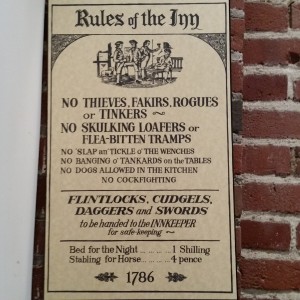 Rules of the Inn
NO THIEVES, FAKIRS, ROGUES
or TINKERS
NO SKULKING LOAFERS or
FLEA-BITTEN TRAMPS
NO 'SLAP an' TICKLE O' THE WENCHES
NO BANGING O' TANKARDS on the TABLES
NO DOGS ALLOWED IN THE KITCHEN
NO COCKFIGHTING
FLINTLOCKS, CUDGELS,
DAGGERS and SWORDS
to be handed to the INNKEEPER
for safe-keeping
Bed for the Night ........ 1 Shilling
Stabling for Horse ........ 4 pence
1786